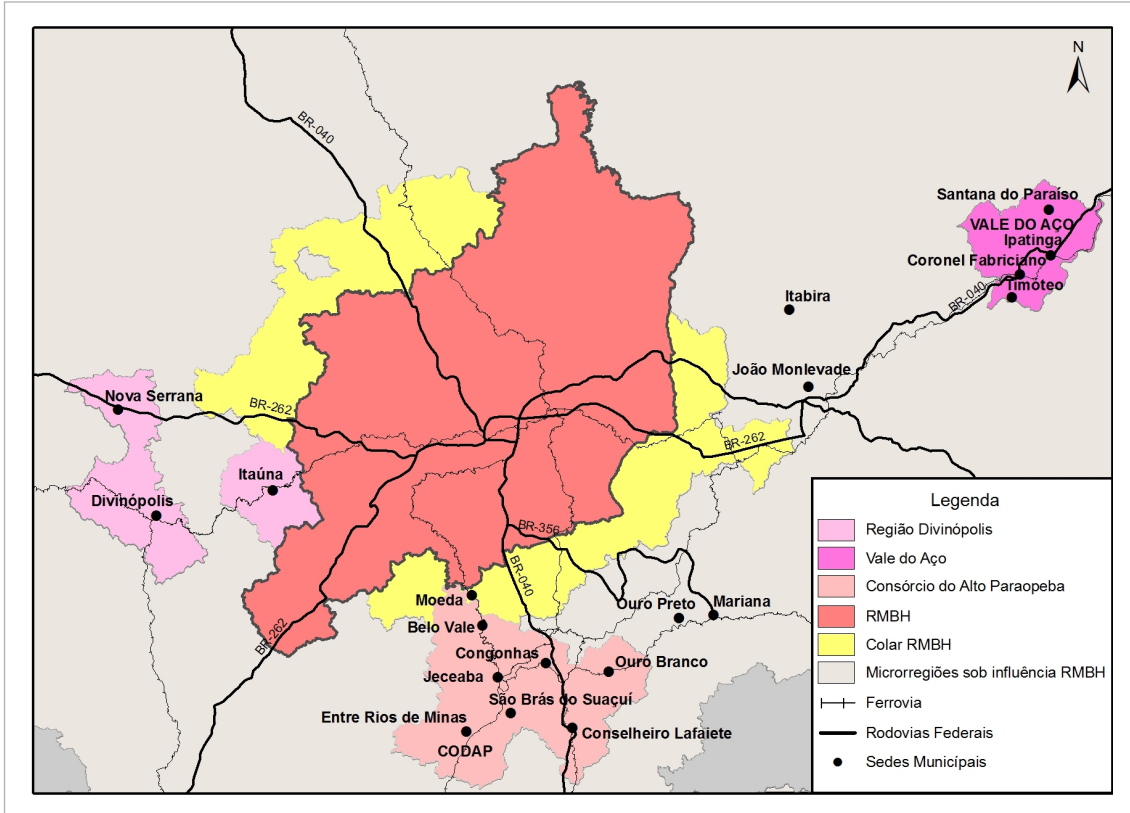 N
BR-040
Santana do Paraíso
VALE DO AÇO
Ipatinga
Coronel Fabriciano
Timóteo
BR-040
Itabira
João Monlevade
Nova Serrana
BR-262
BR-262
Itaúna
Divinópolis
BR-356
BR-040
Moeda
Ouro Preto
Mariana
Belo Vale
BR-262
Congonhas
Ouro Branco
Jeceaba
São Brás do Suaçuí
Entre Rios de Minas
Conselheiro Lafaiete
CODAP
Legenda
Região Divinópolis
Vale do Aço
Consórcio do Alto Paraopeba
RMBH
Colar RMBH
Microrregiões sob influência RMBH
Ferrovia
Rodovias Federais
Sedes Municípais